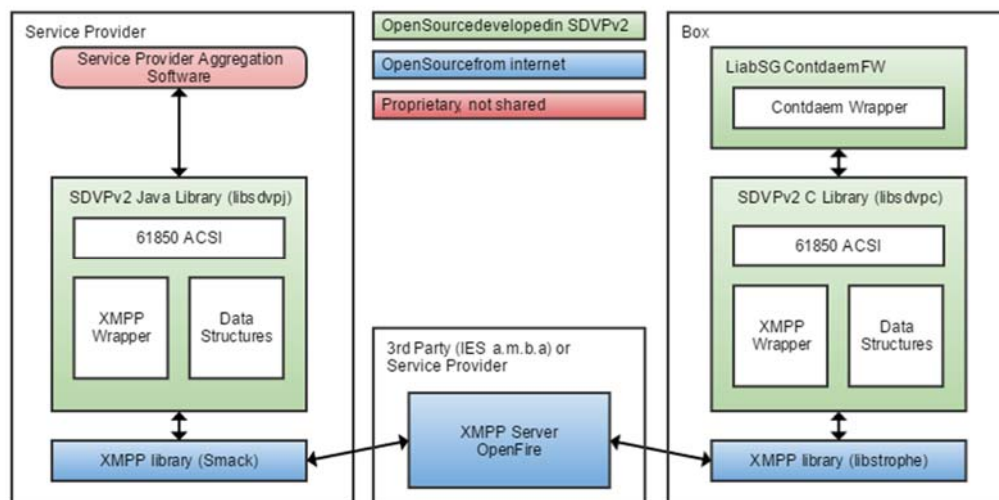 Service Provider
Service Provider Aggregation
Software
SDVPv2 Java Library (libsdvpj)
61850 ACSI
XMPP
Wrapper
Data
Structures
XMPP library (Smack)
OpenSourcedevelopedin SDVPv2
OpenSourcefrom internet
Proprietary, not shared
3rd Party (IES a.m.b.a) or
Service Provider
XMPP Server
OpenFire
Box
LiabSG ContdaemFW
Contdaem Wrapper
SDVPv2 C Library (libsdvpc)
61850 ACSI
XMPP
Wrapper
Data
Structures
XMPP library (libstrophe)